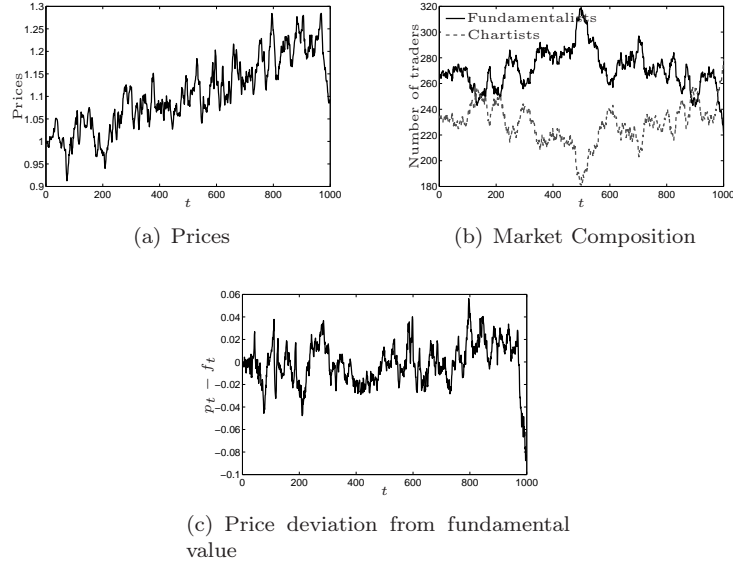 1.3
1.25
1.2
1.15
1.1
1.05
1
0.95
0.9
Prices
0 200 400 600 800 1000
t
(a) Prices
320
300
280
260
240
220
200
180
Number of traders
Fundamentalists
Chartists
0 200 400 600 800 1000
t
(b) Market Composition
0.06
0.04
0.02
0
−0.02
−0.04
−0.06
−0.08
−0.1
pt − ft
0 200 400 600 800 1000
t
(c) Price deviation from fundamental
value